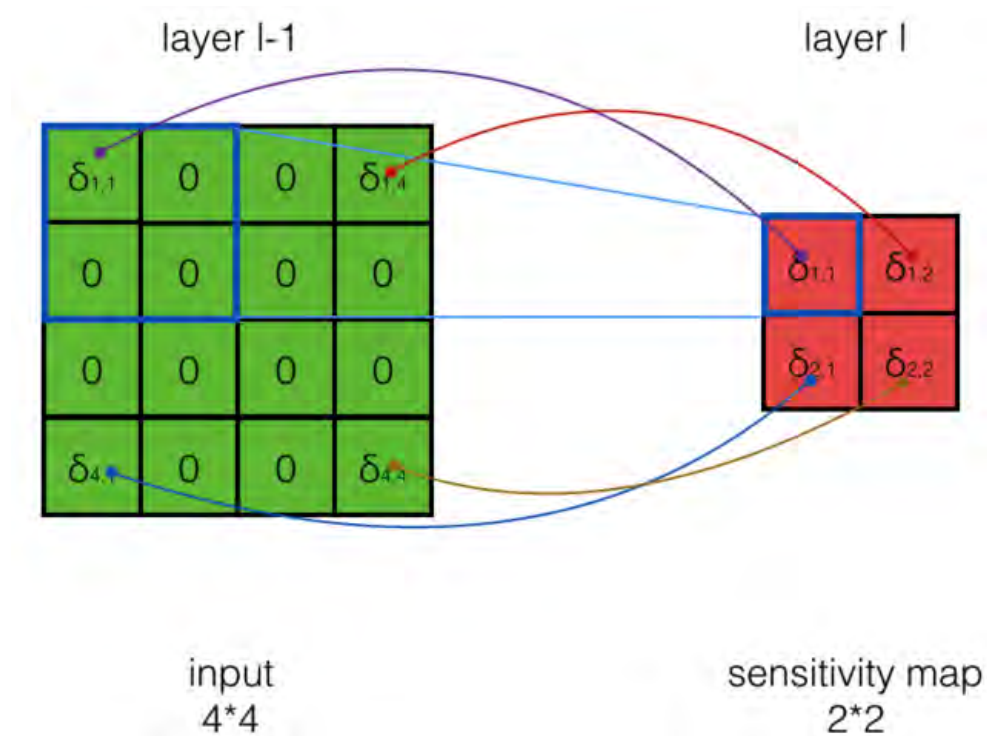 layer l-1 layer l
δ1,1 0 0 δ1,4
0 0 0 0 δ1,1 δ1,2
0 0 0 0 δ2,1 δ2,2
δ4,1 0 0 δ4,4
input sensitivity map
4*4 2*2